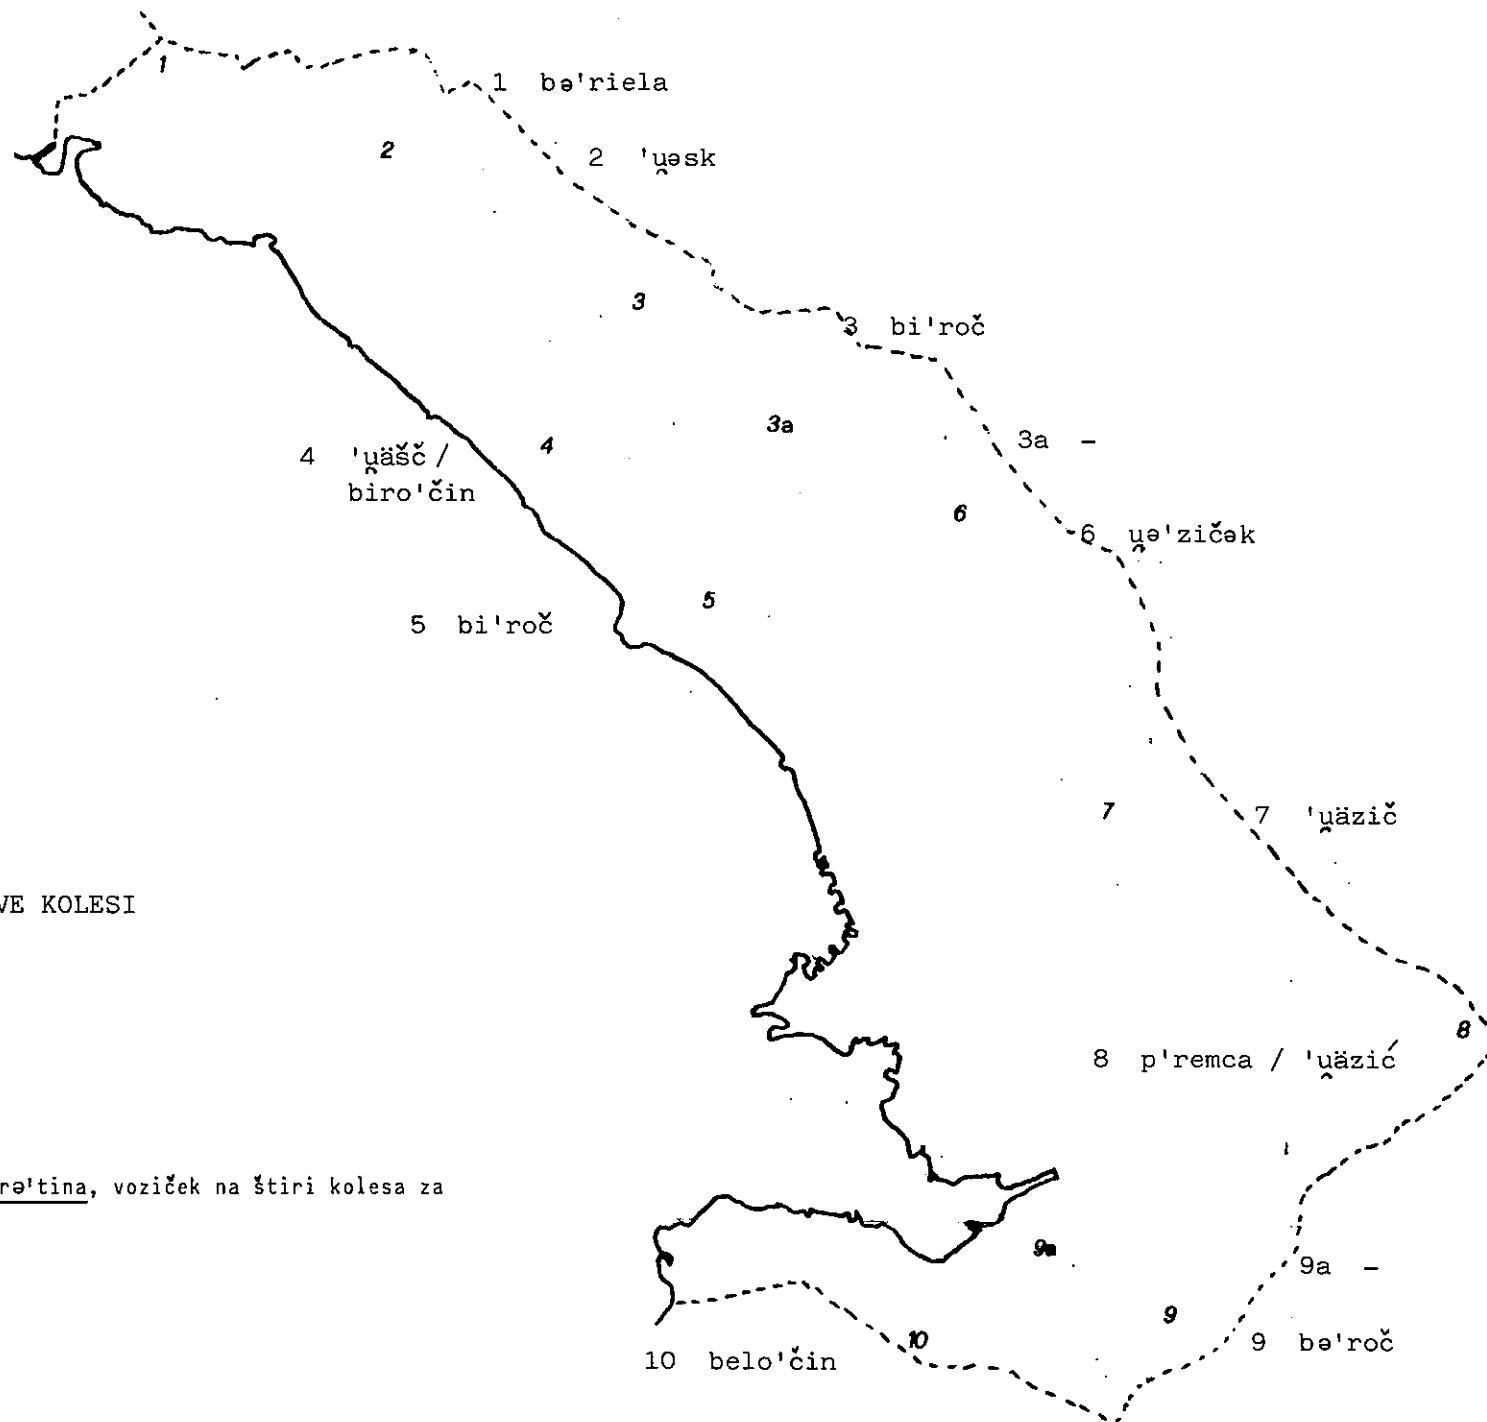 1
1 bə'riela
2
2 'u̯əsk
3
3 bi'roč
3a
3a –
4 'u̯äšč /
biro'čin
4
6
6 u̯ə'zičək
5
5 bi'roč
7
7 'u̯äzič
VE KOLESI
8
8 p'remca / 'u̯äzić
rə'tina, voziček na štiri kolesa za
9a
9a –
9
9 bə'roč
10
10 belo'čin